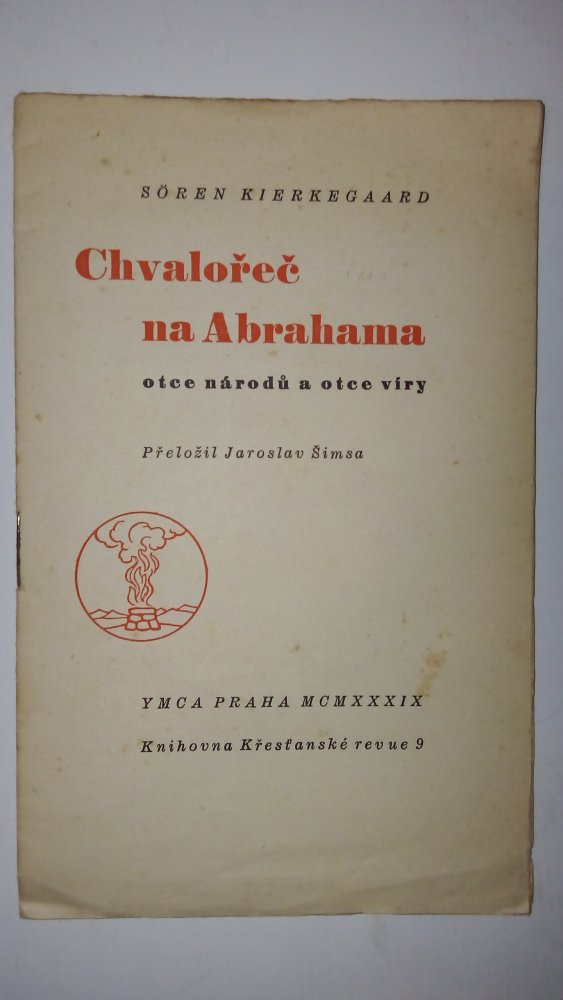 SÖREN KIERKEGAARD
Chvalořeč
na Abrahama
otce národů a otce víry
Přeložil Jaroslav Šimsa
YMCA PRAHA MCMXXXIX
Knihovna Křesťanské revue 9